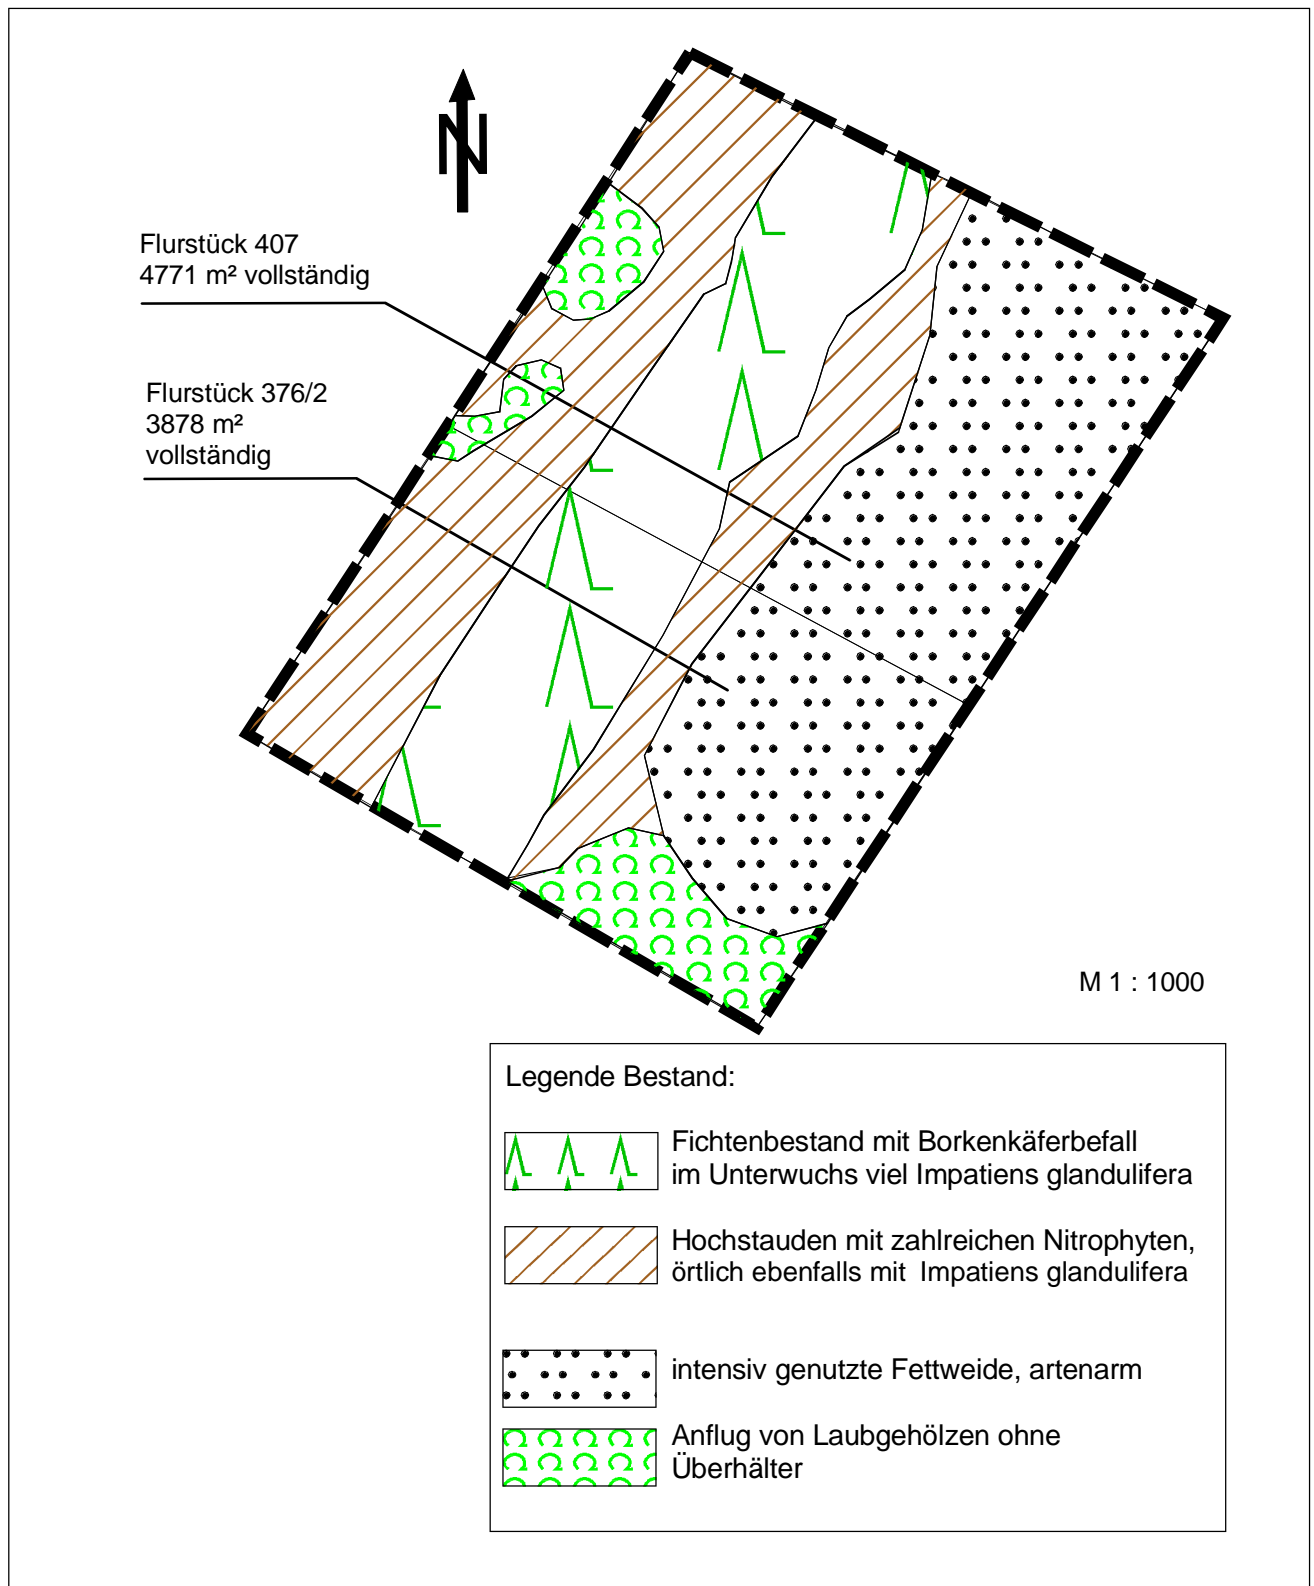 N
Flurstück 407
4771 m² vollständig
Flurstück 376/2
3878 m²
vollständig
M 1 : 1000
Legende Bestand:
Fichtenbestand mit Borkenkäferbefall
im Unterwuchs viel Impatiens glandulifera
Hochstauden mit zahlreichen Nitrophyten,
örtlich ebenfalls mit  Impatiens glandulifera
intensiv genutzte Fettweide, artenarm
Anflug von Laubgehölzen ohne
Überhälter